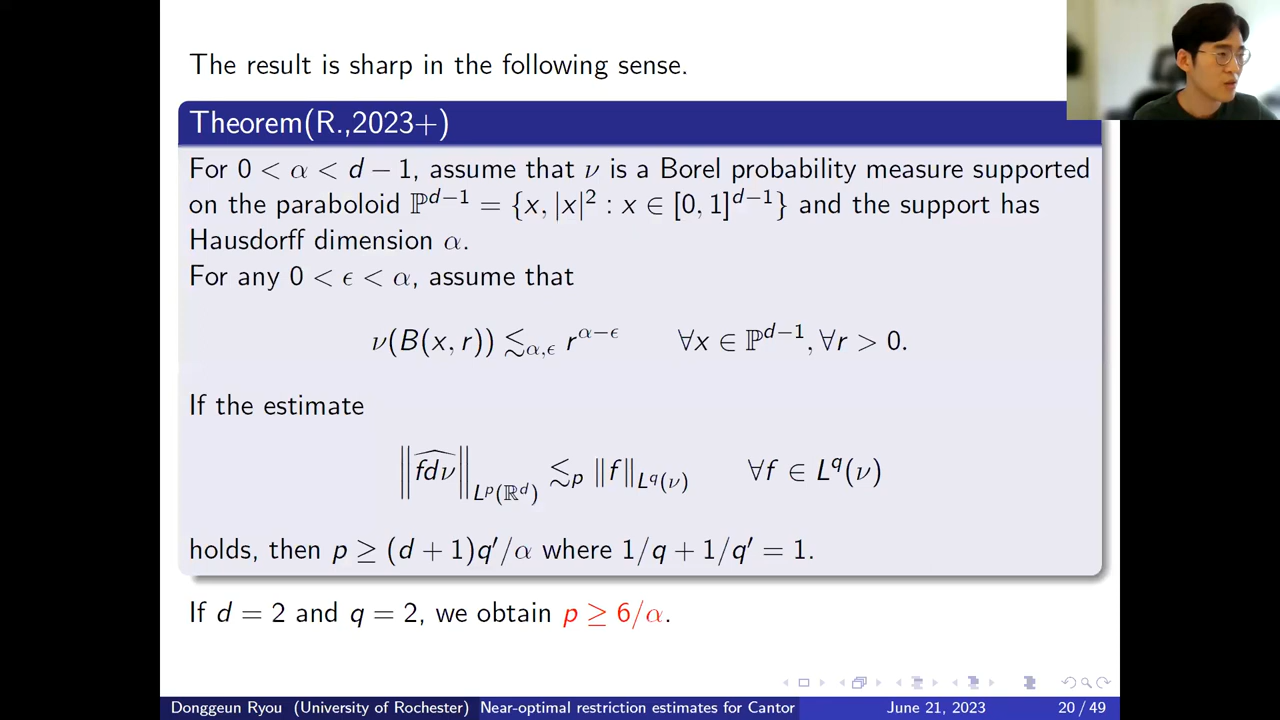 The result is sharp in the following sense.
Theorem(R.,2023+)
For 0 < α < d − 1, assume that ν is a Borel probability measure supported
on the paraboloid ℙ^{d−1} = {x, |x|² : x ∈ [0, 1]^{d−1}} and the support has
Hausdorff dimension α.
For any 0 < ϵ < α, assume that
ν(B(x, r)) ≲_{α,ϵ} r^{α−ϵ} ∀x ∈ ℙ^{d−1}, ∀r > 0.
If the estimate
‖\widehat{fdν}‖_{L^p(ℝ^d)} ≲_p ‖f‖_{L^q(ν)} ∀f ∈ L^q(ν)
holds, then p ≥ (d + 1)q′/α where 1/q + 1/q′ = 1.
If d = 2 and q = 2, we obtain p ≥ 6/α.
Donggeun Ryou (University of Rochester) Near-optimal restriction estimates for Cantor June 21, 2023 20 / 49